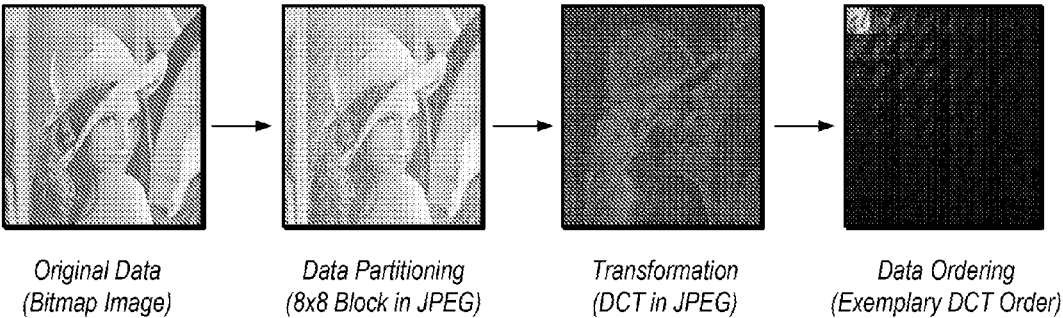 Original Data
(Bitmap Image)
Data Partitioning
(8x8 Block in JPEG)
Transformation
(DCT in JPEG)
Data Ordering
(Exemplary DCT Order)